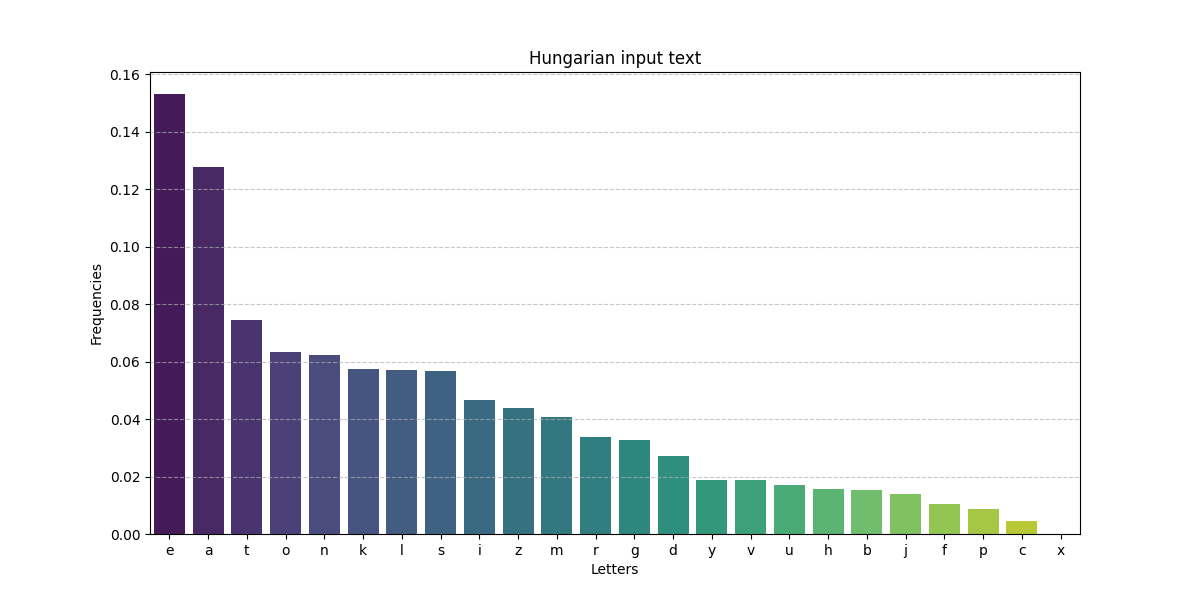 Hungarian input text
0.16
0.14
0.12
0.10
0.08
0.06
0.04
0.02
0.00
Frequencies
e a t o n k l s i z m r g d y v u h b j f p c x
Letters